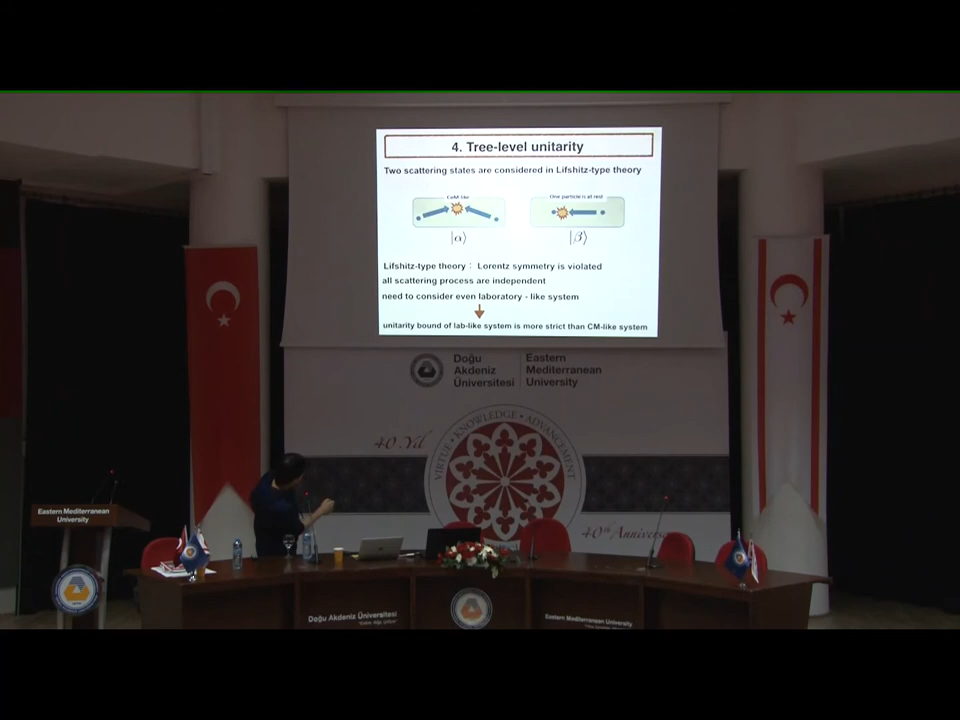 4. Tree-level unitarity
Two scattering states are considered in Lifshitz-type theory
CoM-like
One particle is at rest
|α⟩
|β⟩
Lifshitz-type theory : Lorentz symmetry is violated
all scattering process are independent
need to consider even laboratory - like system
unitarity bound of lab-like system is more strict than CM-like system
Doğu
Akdeniz
Üniversitesi
Eastern
Mediterranean
University
40.Yıl
VIRTUE • KNOWLEDGE • ADVANCEMENT
40th Anniversa
Eastern Mediterranean
University
Doğu Akdeniz Üniversitesi
Eastern Mediterranean University